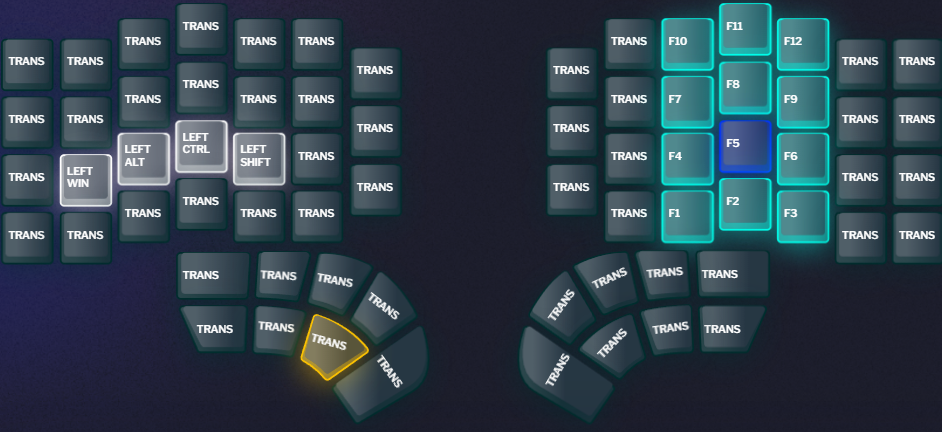 TRANS TRANS TRANS TRANS TRANS TRANS TRANS
TRANS TRANS F10 F11 F12 TRANS TRANS
TRANS TRANS TRANS TRANS TRANS TRANS TRANS
TRANS TRANS F7 F8 F9 TRANS TRANS
TRANS LEFT WIN LEFT ALT LEFT CTRL LEFT SHIFT TRANS TRANS
TRANS TRANS F4 F5 F6 TRANS TRANS
TRANS TRANS TRANS TRANS TRANS TRANS
TRANS F1 F2 F3 TRANS TRANS
TRANS TRANS TRANS TRANS
TRANS TRANS TRANS TRANS
TRANS TRANS TRANS TRANS
TRANS TRANS TRANS TRANS